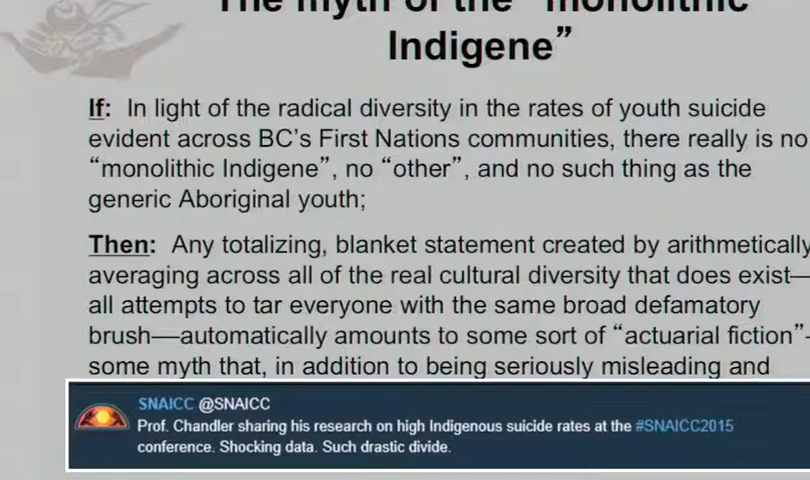 The myth of the "monolithic
Indigene”
If: In light of the radical diversity in the rates of youth suicide
evident across BC’s First Nations communities, there really is no
“monolithic Indigene”, no “other”, and no such thing as the
generic Aboriginal youth;
Then: Any totalizing, blanket statement created by arithmetically
averaging across all of the real cultural diversity that does exist—
all attempts to tar everyone with the same broad defamatory
brush—automatically amounts to some sort of “actuarial fiction”-
some myth that, in addition to being seriously misleading and
SNAICC @SNAICC
Prof. Chandler sharing his research on high Indigenous suicide rates at the #SNAICC2015
conference. Shocking data. Such drastic divide.